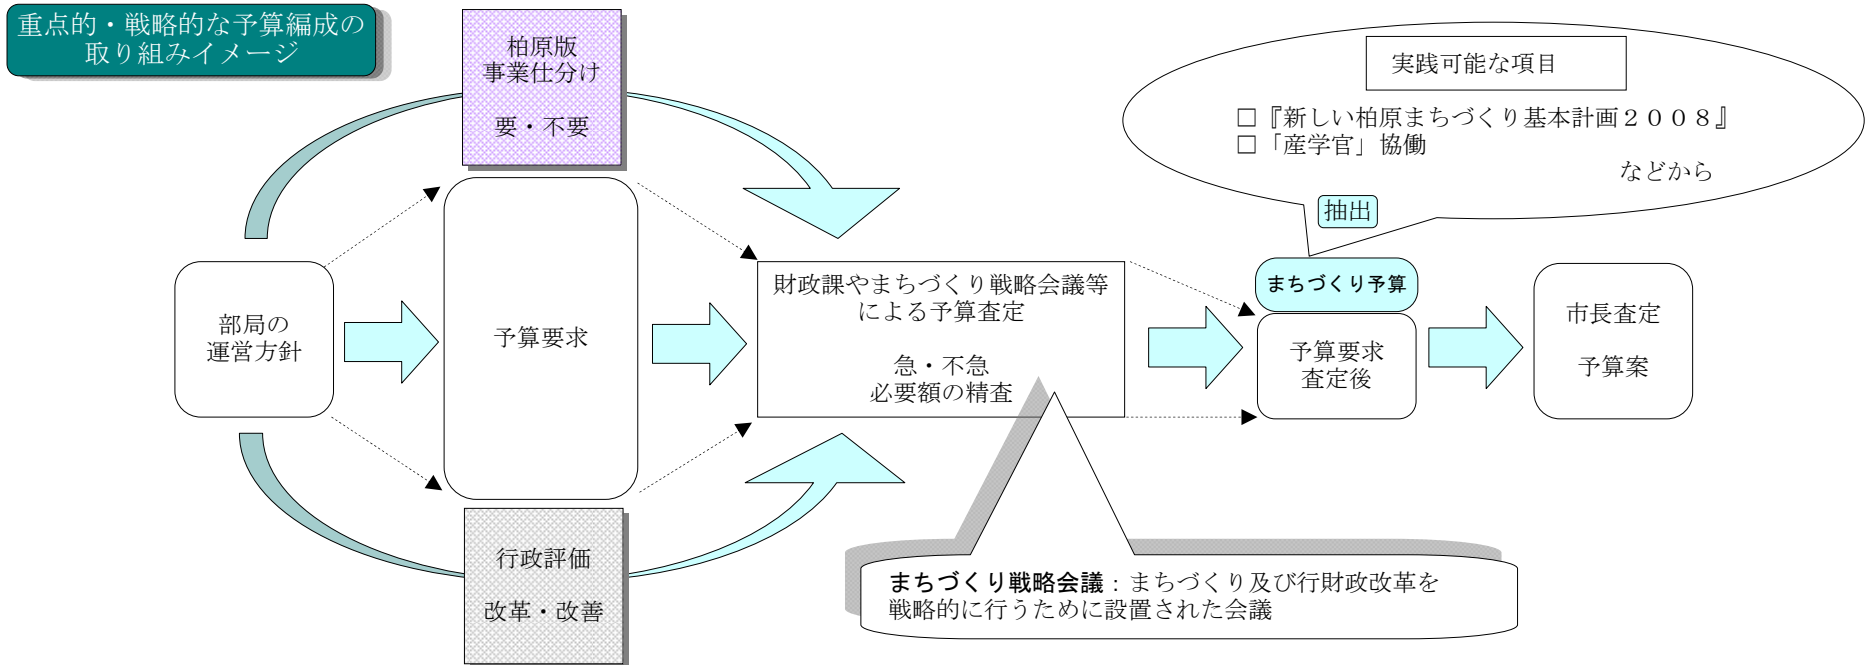 重点的・戦略的な予算編成の
取り組みイメージ
柏原版
事業仕分け
要・不要
実践可能な項目
□『新しい柏原まちづくり基本計画２００８』
□「産学官」協働
などから
抽出
部局の
運営方針
予算要求
財政課やまちづくり戦略会議等
による予算査定
急・不急
必要額の精査
まちづくり予算
予算要求
査定後
市長査定
予算案
行政評価
改革・改善
まちづくり戦略会議：まちづくり及び行財政改革を
戦略的に行うために設置された会議